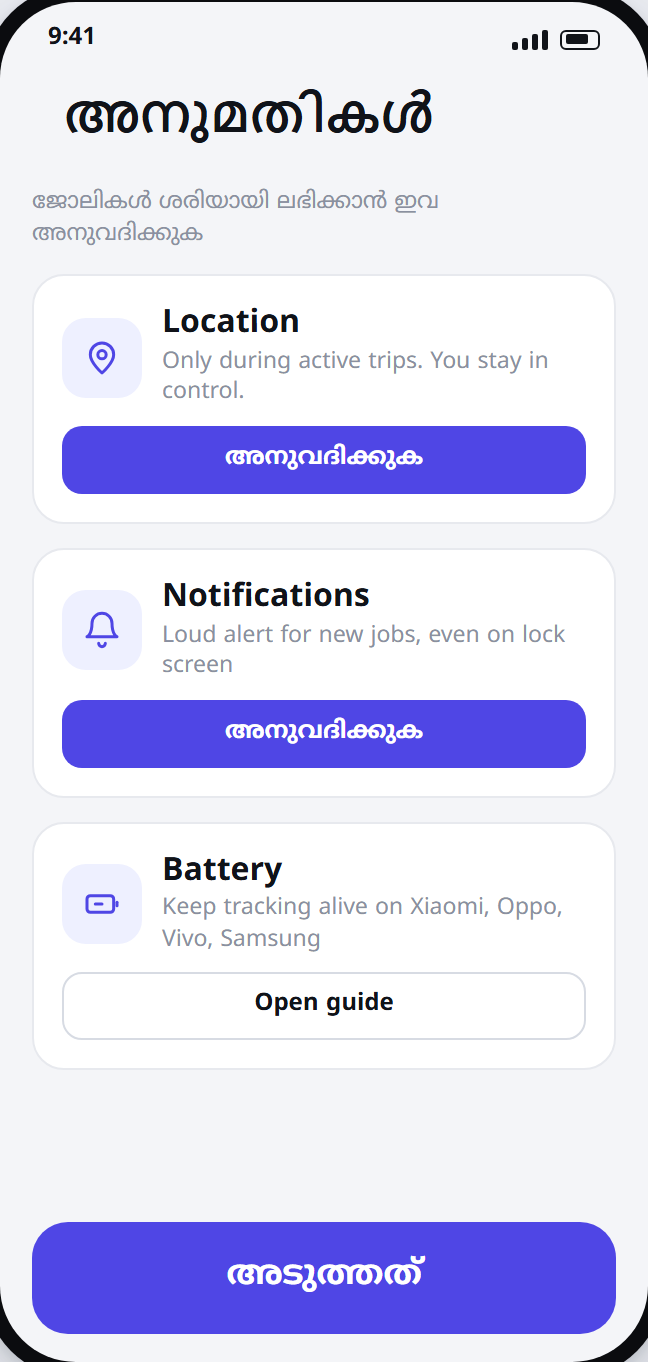 9:41
അനുമതികൾ
ജോലികൾ ശരിയായി ലഭിക്കാൻ ഇവ
അനുവദിക്കുക
Location
Only during active trips. You stay in
control.
അനുവദിക്കുക
Notifications
Loud alert for new jobs, even on lock
screen
അനുവദിക്കുക
Battery
Keep tracking alive on Xiaomi, Oppo,
Vivo, Samsung
Open guide
അടുത്തത്